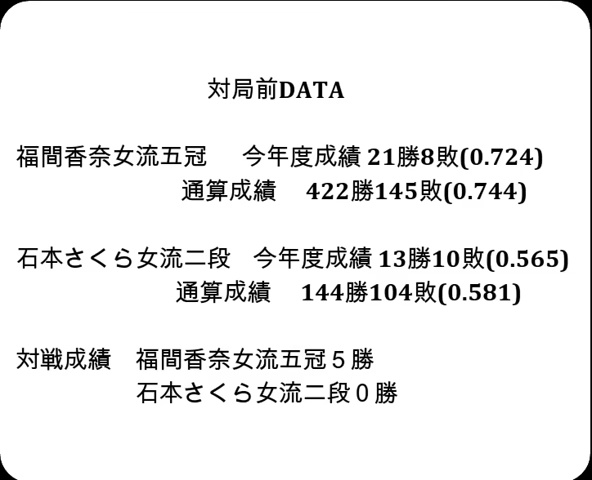 対局前DATA
福間香奈女流五冠 今年度成績 21勝8敗(0.724)
通算成績 422勝145敗(0.744)
石本さくら女流二段 今年度成績 13勝10敗(0.565)
通算成績 144勝104敗(0.581)
対戦成績 福間香奈女流五冠５勝
石本さくら女流二段０勝